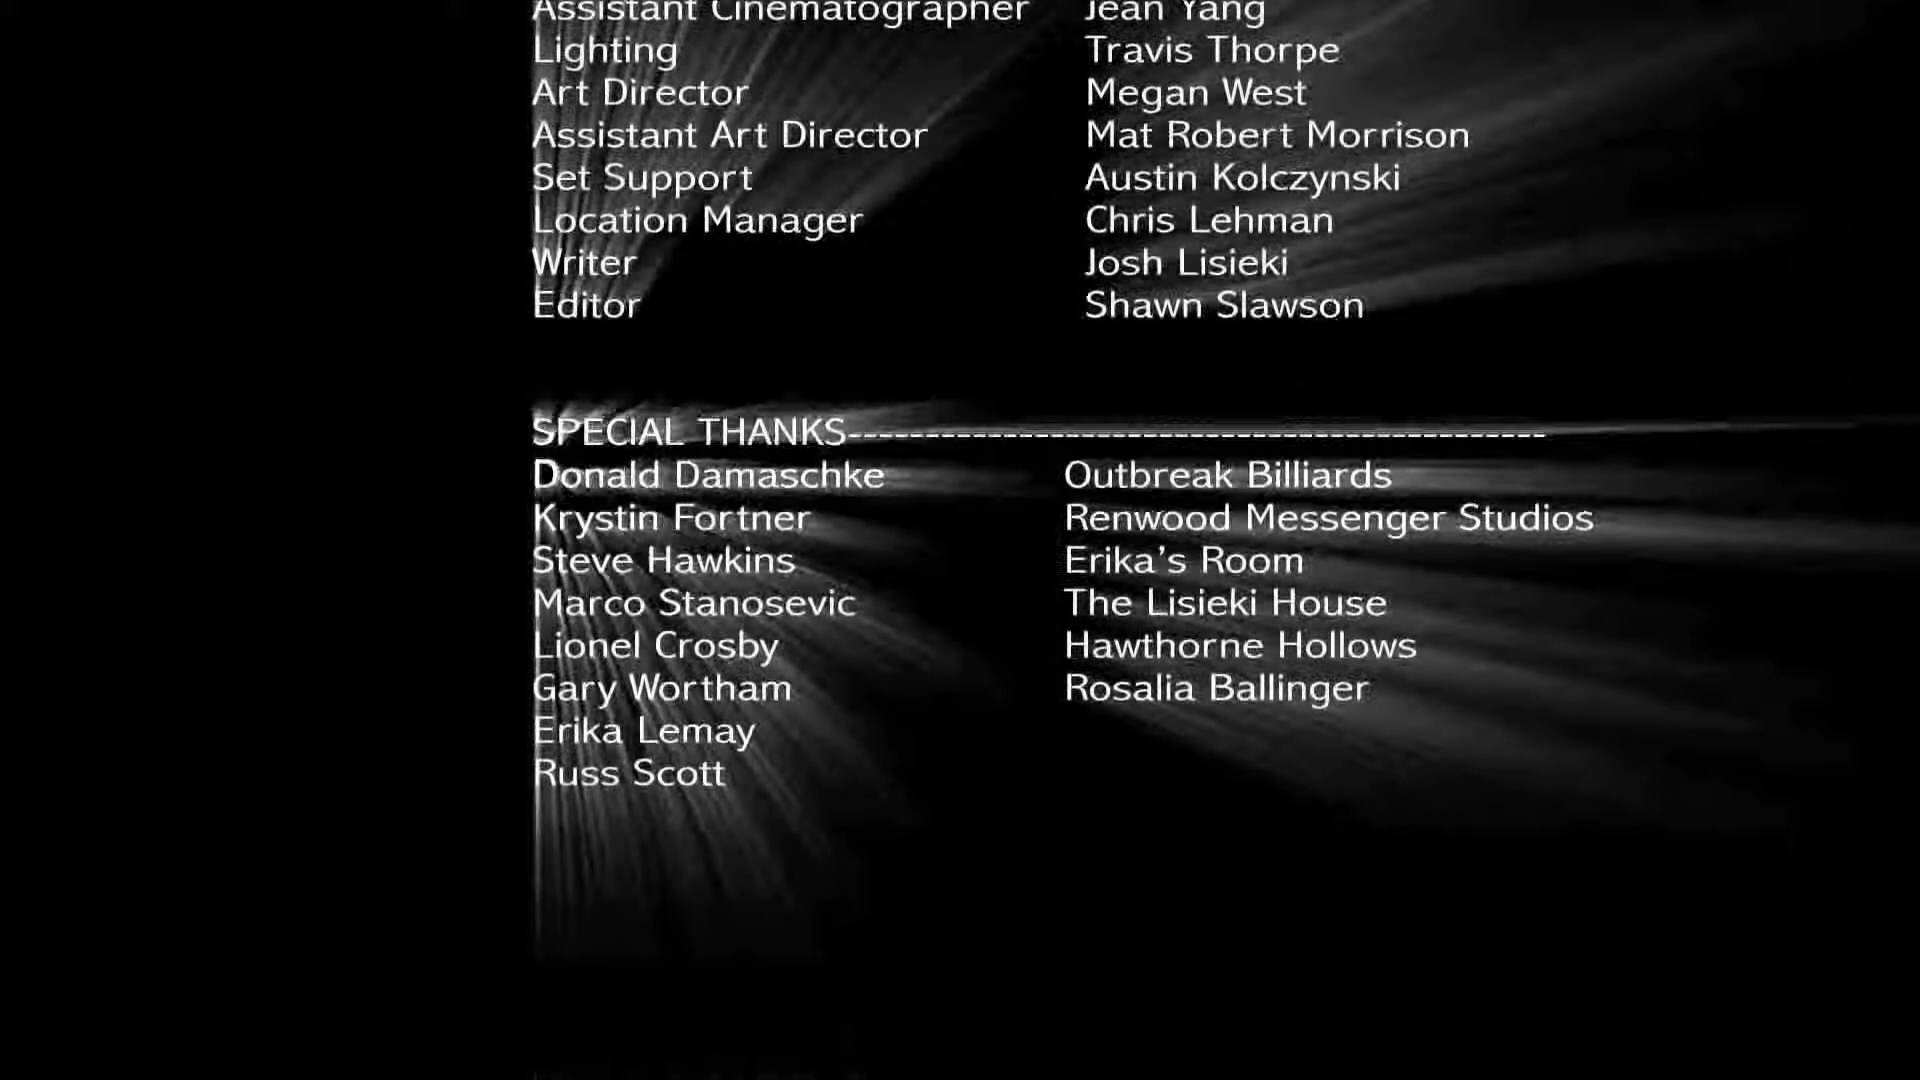 Assistant Cinematographer Jean Yang
Lighting Travis Thorpe
Art Director Megan West
Assistant Art Director Mat Robert Morrison
Set Support Austin Kolczynski
Location Manager Chris Lehman
Writer Josh Lisieki
Editor Shawn Slawson
SPECIAL THANKS--------------------------------------------------
Donald Damaschke Outbreak Billiards
Krystin Fortner Renwood Messenger Studios
Steve Hawkins Erika’s Room
Marco Stanosevic The Lisieki House
Lionel Crosby Hawthorne Hollows
Gary Wortham Rosalia Ballinger
Erika Lemay
Russ Scott